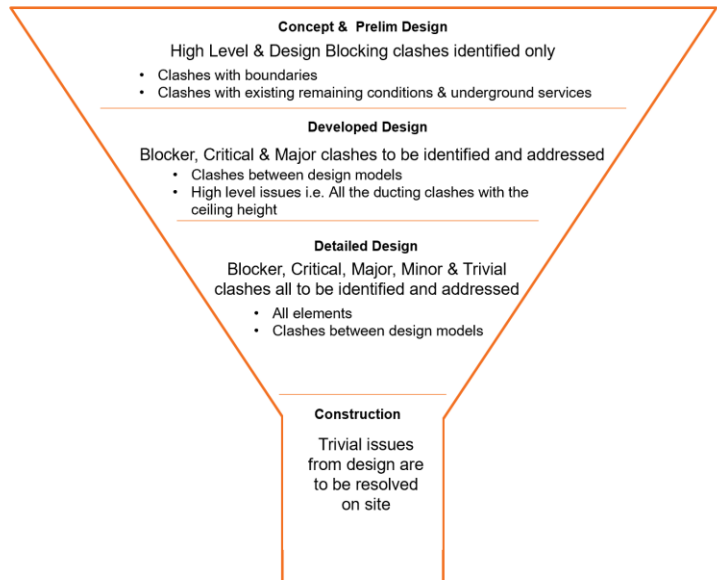 Concept & Prelim Design
High Level & Design Blocking clashes identified only
• Clashes with boundaries
• Clashes with existing remaining conditions & underground services
Developed Design
Blocker, Critical & Major clashes to be identified and addressed
• Clashes between design models
• High level issues i.e. All the ducting clashes with the
ceiling height
Detailed Design
Blocker, Critical, Major, Minor & Trivial
clashes all to be identified and addressed
• All elements
• Clashes between design models
Construction
Trivial issues
from design are
to be resolved
on site